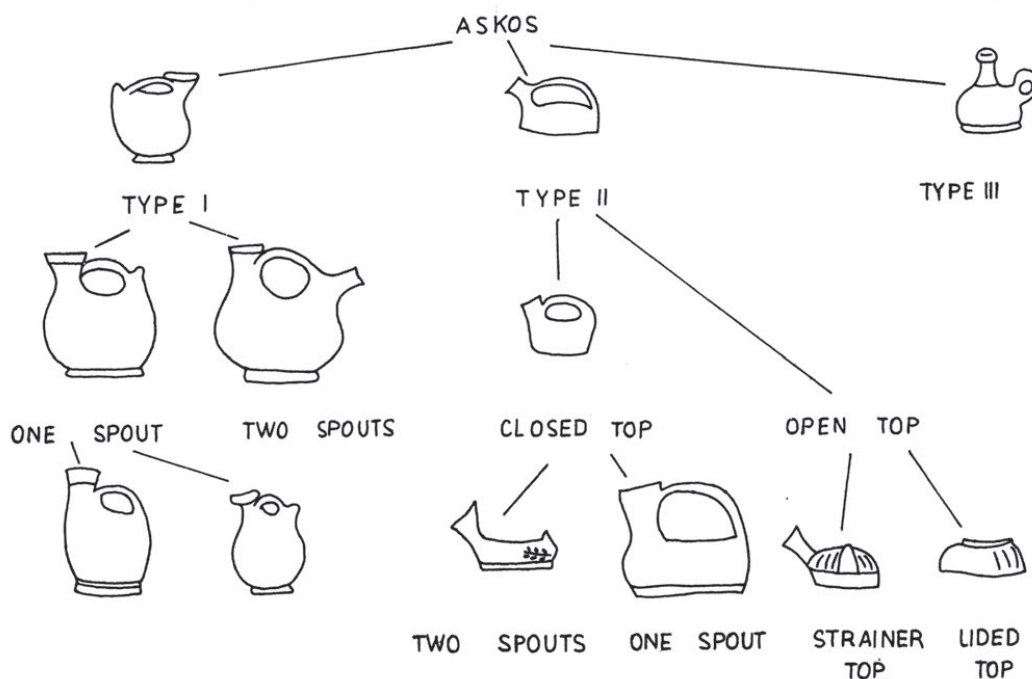 ASKOS
TYPE I
TYPE II
TYPE III
ONE SPOUT
TWO SPOUTS
CLOSED TOP
OPEN TOP
TWO SPOUTS
ONE SPOUT
STRAINER
TOP
LIDED
TOP